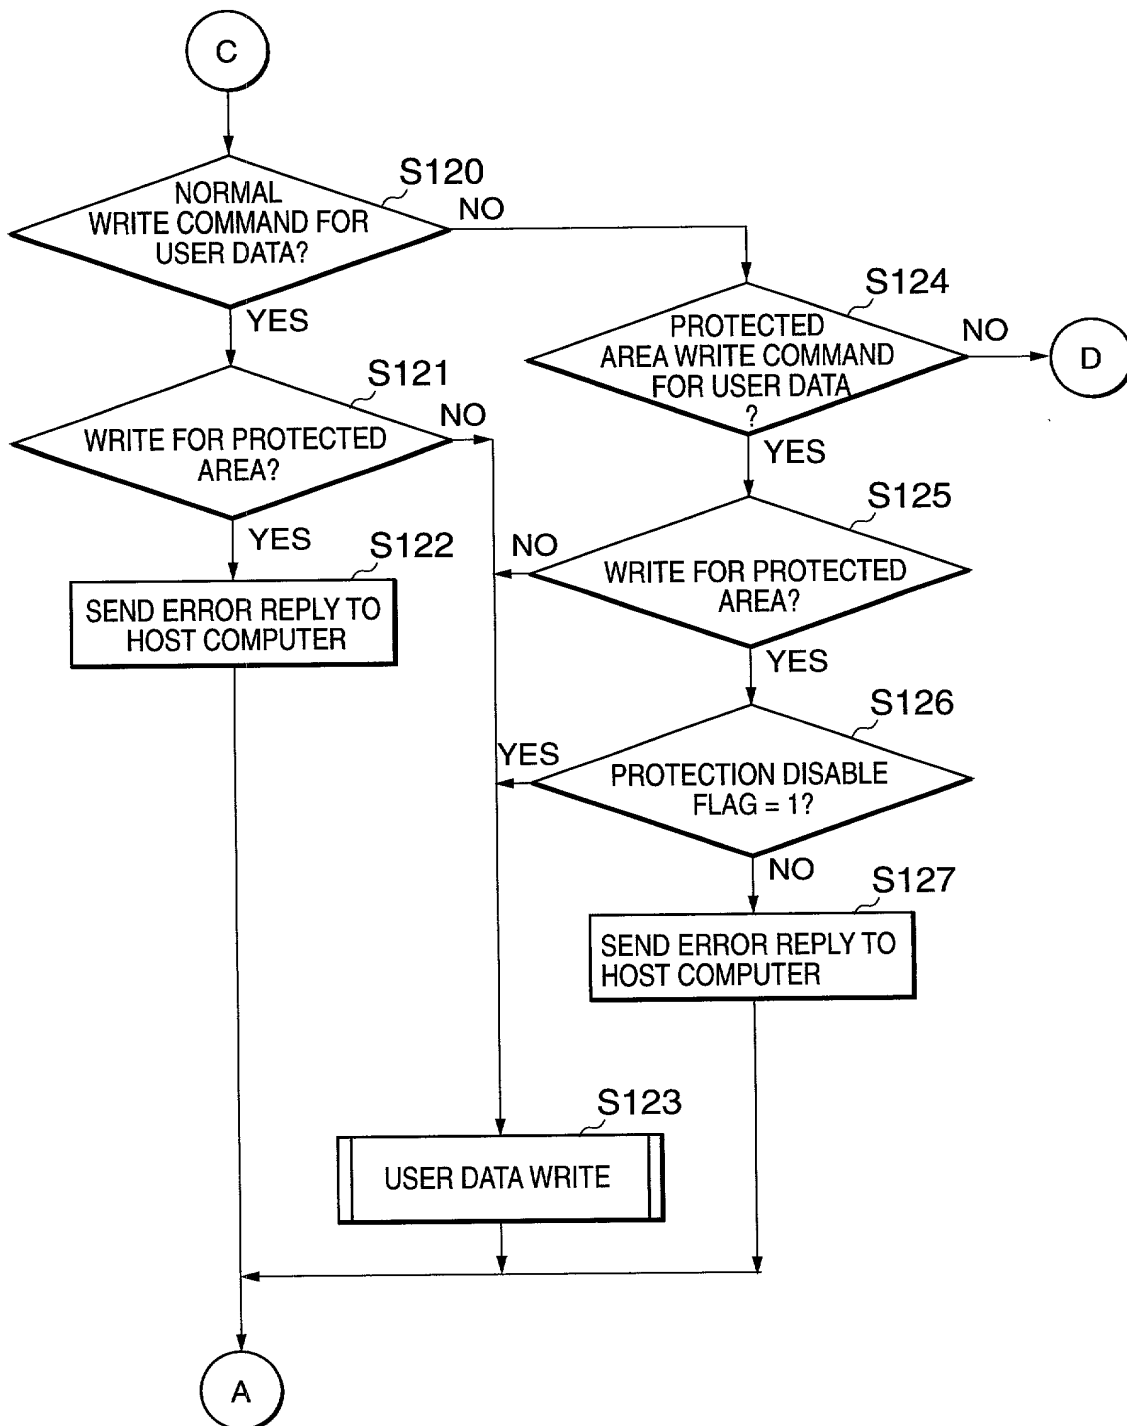 C
S120
NORMAL
WRITE COMMAND FOR
USER DATA?
NO
YES
S124
PROTECTED
AREA WRITE COMMAND
FOR USER DATA
?
NO
D
YES
S121
WRITE FOR PROTECTED
AREA?
NO
YES
S125
WRITE FOR PROTECTED
AREA?
NO
YES
S122
SEND ERROR REPLY TO
HOST COMPUTER
S126
PROTECTION DISABLE
FLAG = 1?
YES
NO
S127
SEND ERROR REPLY TO
HOST COMPUTER
S123
USER DATA WRITE
A